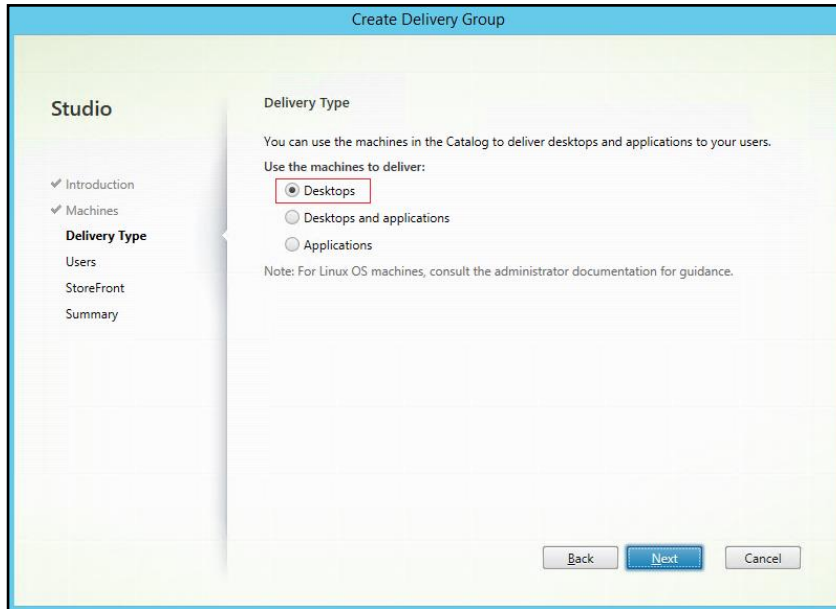 Create Delivery Group
Studio
Introduction
Machines
Delivery Type
Users
StoreFront
Summary
Delivery Type
You can use the machines in the Catalog to deliver desktops and applications to your users.
Use the machines to deliver:
Desktops
Desktops and applications
Applications
Note: For Linux OS machines, consult the administrator documentation for guidance.
Back
Next
Cancel